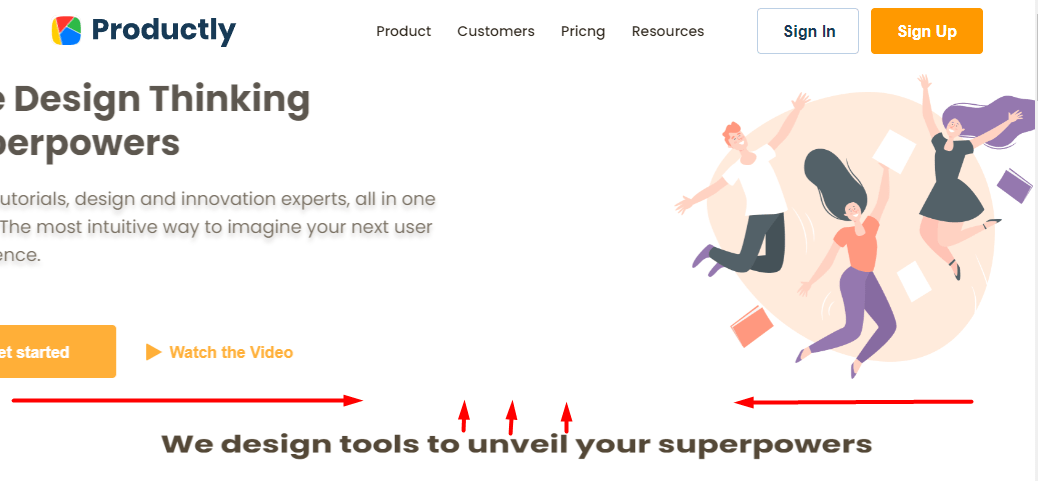 Productly
Product Customers Pricng Resources Sign In Sign Up
e Design Thinking
perpowers
utorials, design and innovation experts, all in one
The most intuitive way to imagine your next user
ence.
et started Watch the Video
We design tools to unveil your superpowers